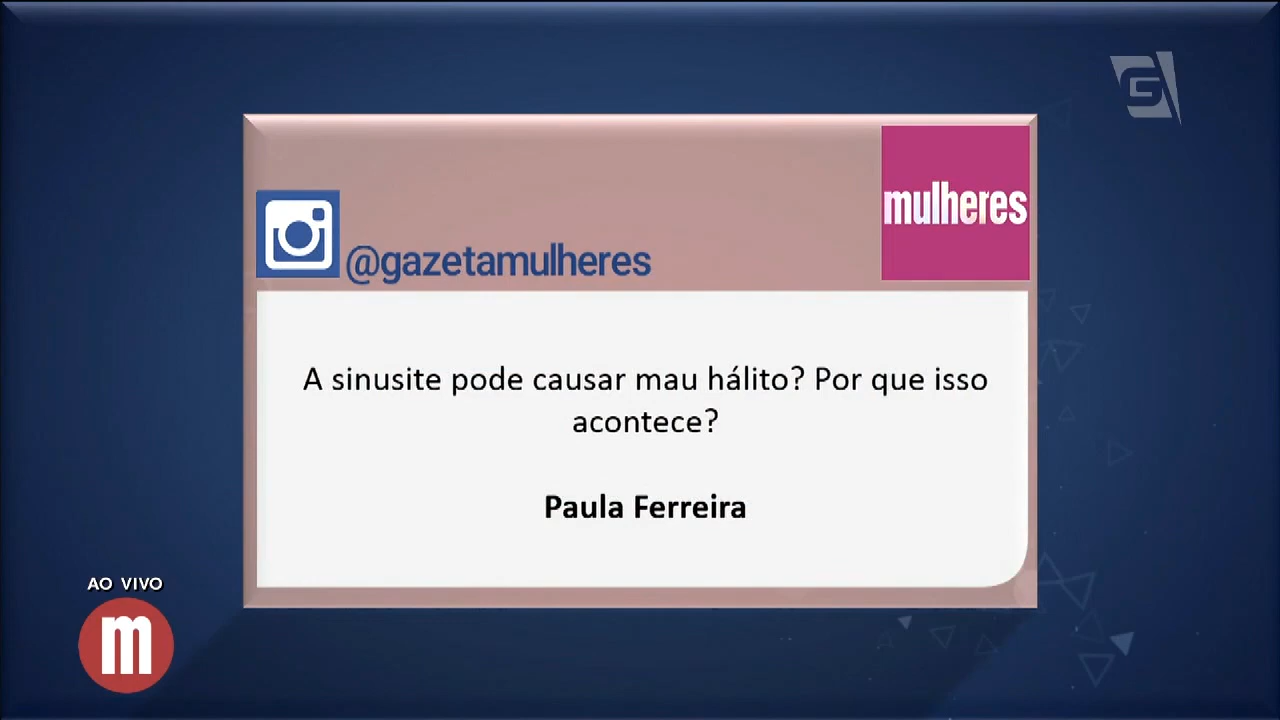 mulheres
@gazetamulheres
A sinusite pode causar mau hálito? Por que isso
acontece?
Paula Ferreira
AO VIVO
m